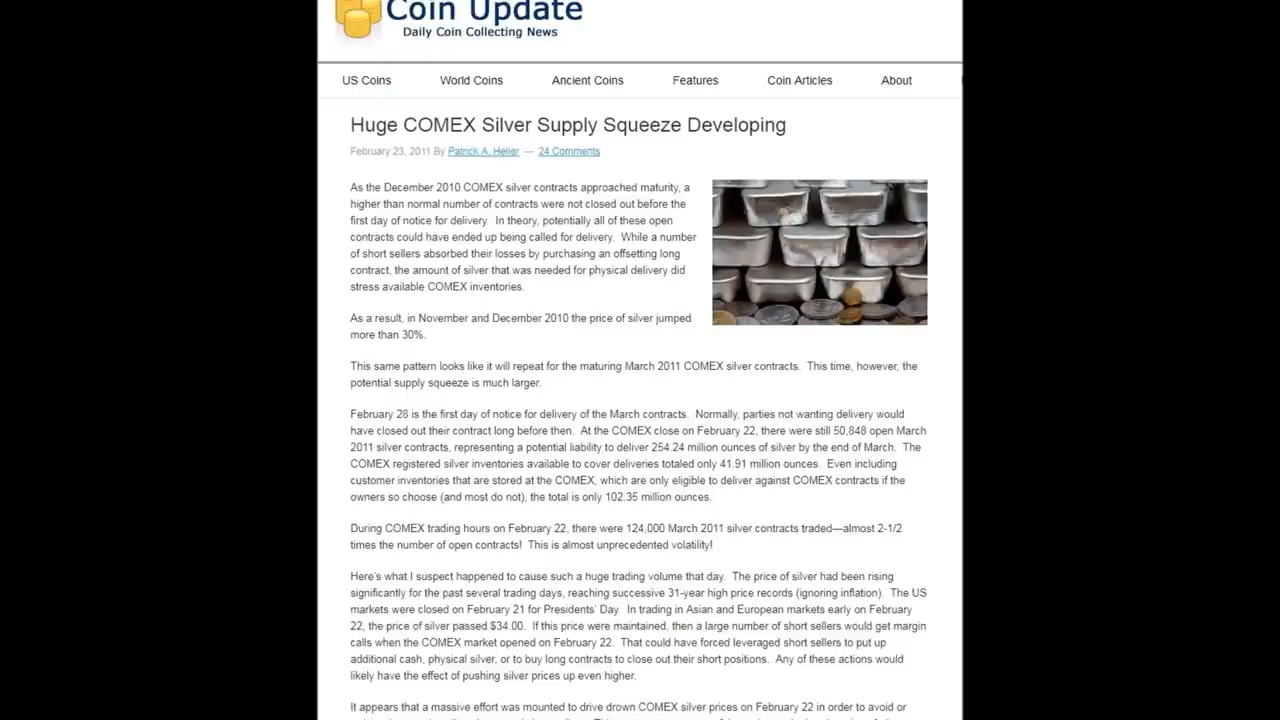 Coin Update
Daily Coin Collecting News
US Coins World Coins Ancient Coins Features Coin Articles About
Huge COMEX Silver Supply Squeeze Developing
February 23, 2011 By Patrick A. Heller — 24 Comments
As the December 2010 COMEX silver contracts approached maturity, a
higher than normal number of contracts were not closed out before the
first day of notice for delivery.  In theory, potentially all of these open
contracts could have ended up being called for delivery.  While a number
of short sellers absorbed their losses by purchasing an offsetting long
contract, the amount of silver that was needed for physical delivery did
stress available COMEX inventories.
As a result, in November and December 2010 the price of silver jumped
more than 30%.
This same pattern looks like it will repeat for the maturing March 2011 COMEX silver contracts.  This time, however, the
potential supply squeeze is much larger.
February 28 is the first day of notice for delivery of the March contracts.  Normally, parties not wanting delivery would
have closed out their contract long before then.  At the COMEX close on February 22, there were still 50,848 open March
2011 silver contracts, representing a potential liability to deliver 254.24 million ounces of silver by the end of March.  The
COMEX registered silver inventories available to cover deliveries totaled only 41.91 million ounces.  Even including
customer inventories that are stored at the COMEX, which are only eligible to deliver against COMEX contracts if the
owners so choose (and most do not), the total is only 102.35 million ounces.
During COMEX trading hours on February 22, there were 124,000 March 2011 silver contracts traded—almost 2-1/2
times the number of open contracts!  This is almost unprecedented volatility!
Here's what I suspect happened to cause such a huge trading volume that day.  The price of silver had been rising
significantly for the past several trading days, reaching successive 31-year high price records (ignoring inflation).  The US
markets were closed on February 21 for Presidents' Day.  In trading in Asian and European markets early on February
22, the price of silver passed $34.00.  If this price were maintained, then a large number of short sellers would get margin
calls when the COMEX market opened on February 22.  That could have forced leveraged short sellers to put up
additional cash, physical silver, or to buy long contracts to close out their short positions.  Any of these actions would
likely have the effect of pushing silver prices up even higher.
It appears that a massive effort was mounted to drive drown COMEX silver prices on February 22 in order to avoid or